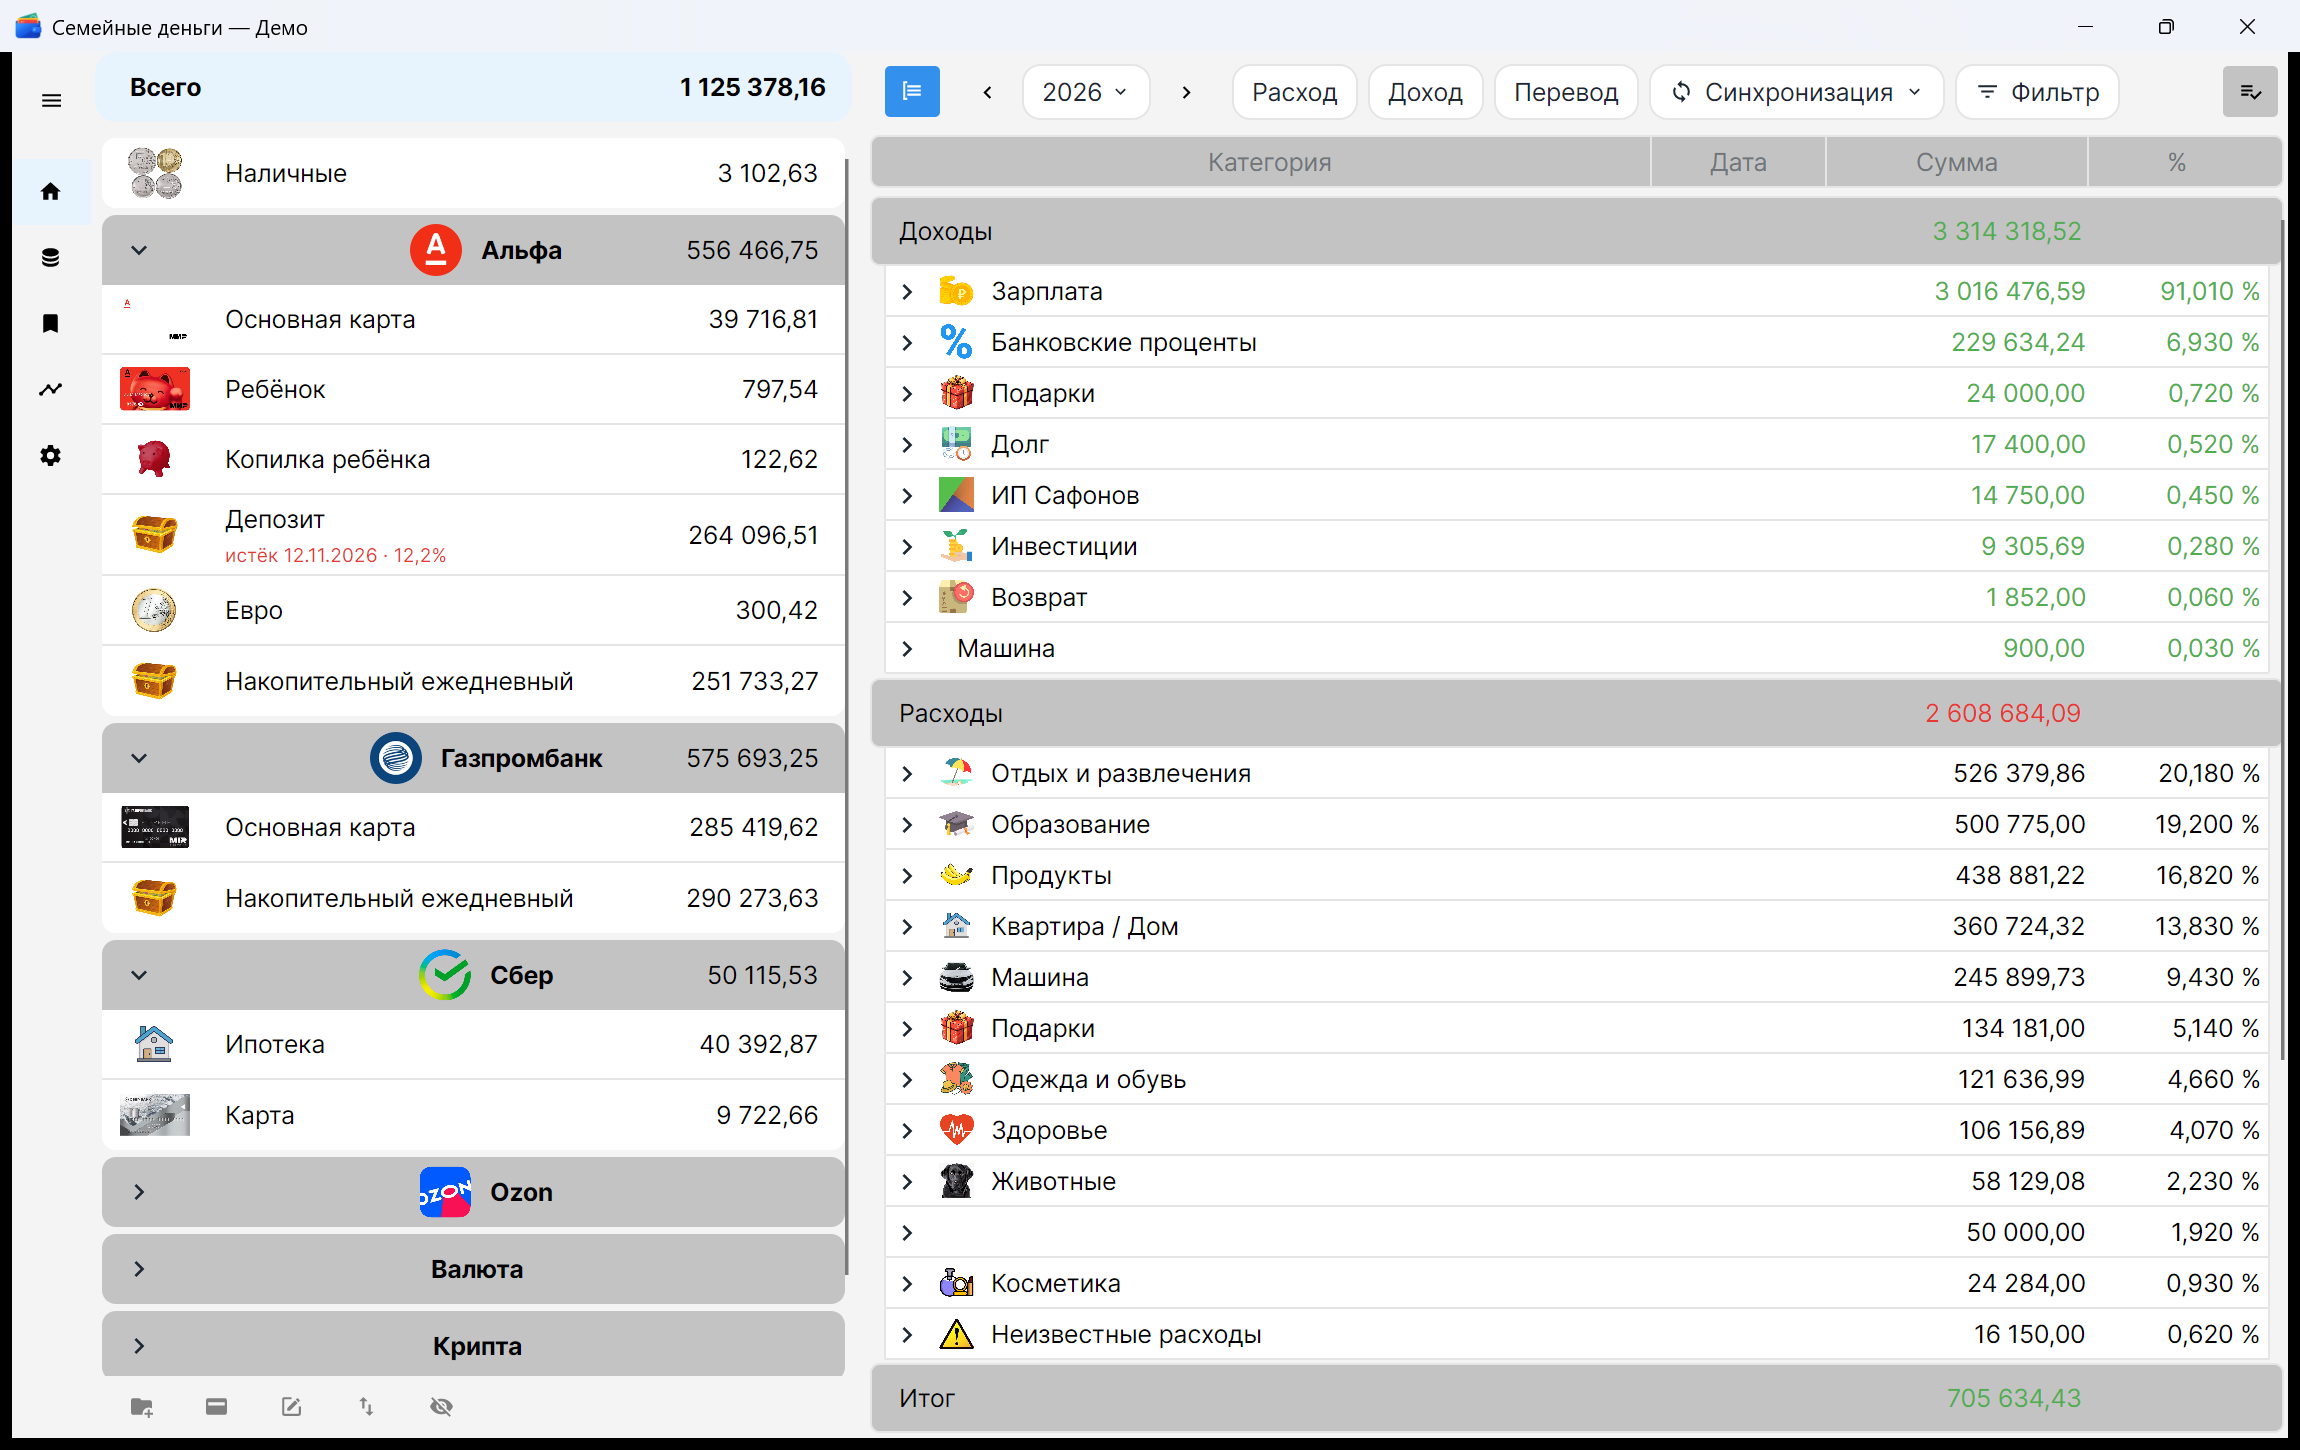 Семейные деньги — Демо
Всего 1 125 378,16
2026
Расход
Доход
Перевод
Синхронизация
Фильтр
Наличные 3 102,63
Альфа 556 466,75
Основная карта 39 716,81
Ребёнок 797,54
Копилка ребёнка 122,62
Депозит 264 096,51
истёк 12.11.2026 · 12,2%
Евро 300,42
Накопительный ежедневный 251 733,27
Газпромбанк 575 693,25
Основная карта 285 419,62
Накопительный ежедневный 290 273,63
Сбер 50 115,53
Ипотека 40 392,87
Карта 9 722,66
OZON Ozon
Валюта
Крипта
Категория Дата Сумма %
Доходы 3 314 318,52
Зарплата 3 016 476,59 91,010 %
Банковские проценты 229 634,24 6,930 %
Подарки 24 000,00 0,720 %
Долг 17 400,00 0,520 %
ИП Сафонов 14 750,00 0,450 %
Инвестиции 9 305,69 0,280 %
Возврат 1 852,00 0,060 %
Машина 900,00 0,030 %
Расходы 2 608 684,09
Отдых и развлечения 526 379,86 20,180 %
Образование 500 775,00 19,200 %
Продукты 438 881,22 16,820 %
Квартира / Дом 360 724,32 13,830 %
Машина 245 899,73 9,430 %
Подарки 134 181,00 5,140 %
Одежда и обувь 121 636,99 4,660 %
Здоровье 106 156,89 4,070 %
Животные 58 129,08 2,230 %
50 000,00 1,920 %
Косметика 24 284,00 0,930 %
Неизвестные расходы 16 150,00 0,620 %
Итог 705 634,43